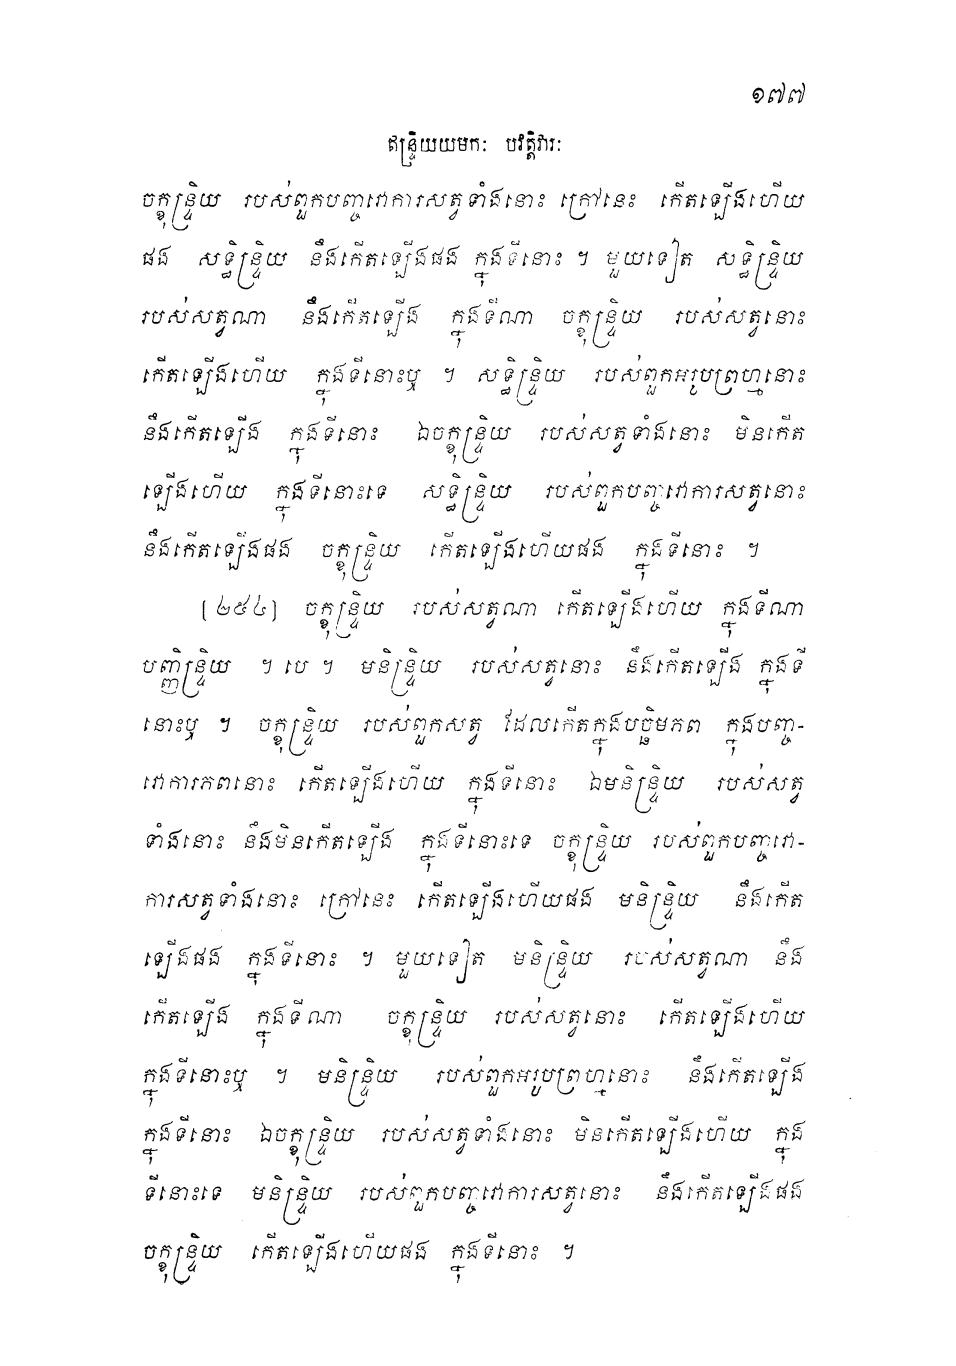 ១៧៧
ឥន្ទ្រិយយមកៈ បវត្តិវារៈ
ចក្ខុន្ទ្រិយ របស់ពួកបញ្ចវោការសត្វទាំងនោះ ក្រៅនេះ កើតឡើងហើយ
ផង សទ្ធិន្ទ្រិយ នឹងកើតឡើងផង ក្នុងទីនោះ ។ មួយទៀត សទ្ធិន្ទ្រិយ
របស់សត្វណា នឹងកើតឡើង ក្នុងទីណា ចក្ខុន្ទ្រិយ របស់សត្វនោះ
កើតឡើងហើយ ក្នុងទីនោះឬ ។ សទ្ធិន្ទ្រិយ របស់ពួកអរូបព្រហ្មនោះ
នឹងកើតឡើង ក្នុងទីនោះ ឯចក្ខុន្ទ្រិយ របស់សត្វទាំងនោះ មិនកើត
ឡើងហើយ ក្នុងទីនោះទេ សទ្ធិន្ទ្រិយ របស់ពួកបញ្ចវោការសត្វនោះ
នឹងកើតឡើងផង ចក្ខុន្ទ្រិយ កើតឡើងហើយផង ក្នុងទីនោះ ។
[២៥៤] ចក្ខុន្ទ្រិយ របស់សត្វណា កើតឡើងហើយ ក្នុងទីណា
បញ្ញិន្ទ្រិយ ។ បេ ។ មនិន្ទ្រិយ របស់សត្វនោះ នឹងកើតឡើង ក្នុងទី
នោះឬ ។ ចក្ខុន្ទ្រិយ របស់ពួកសត្វ ដែលកើតក្នុងបច្ឆិមភព ក្នុងបញ្ច-
វោការភពនោះ កើតឡើងហើយ ក្នុងទីនោះ ឯមនិន្ទ្រិយ របស់សត្វ
ទាំងនោះ នឹងមិនកើតឡើង ក្នុងទីនោះទេ ចក្ខុន្ទ្រិយ របស់ពួកបញ្ចវោ-
ការសត្វទាំងនោះ ក្រៅនេះ កើតឡើងហើយផង មនិន្ទ្រិយ នឹងកើត
ឡើងផង ក្នុងទីនោះ ។ មួយទៀត មនិន្ទ្រិយ របស់សត្វណា នឹង
កើតឡើង ក្នុងទីណា ចក្ខុន្ទ្រិយ របស់សត្វនោះ កើតឡើងហើយ
ក្នុងទីនោះឬ ។ មនិន្ទ្រិយ របស់ពួកអរូបព្រហ្មនោះ នឹងកើតឡើង
ក្នុងទីនោះ ឯចក្ខុន្ទ្រិយ របស់សត្វទាំងនោះ មិនកើតឡើងហើយ ក្នុង
ទីនោះទេ មនិន្ទ្រិយ របស់ពួកបញ្ចវោការសត្វនោះ នឹងកើតឡើងផង
ចក្ខុន្ទ្រិយ កើតឡើងហើយផង ក្នុងទីនោះ ។